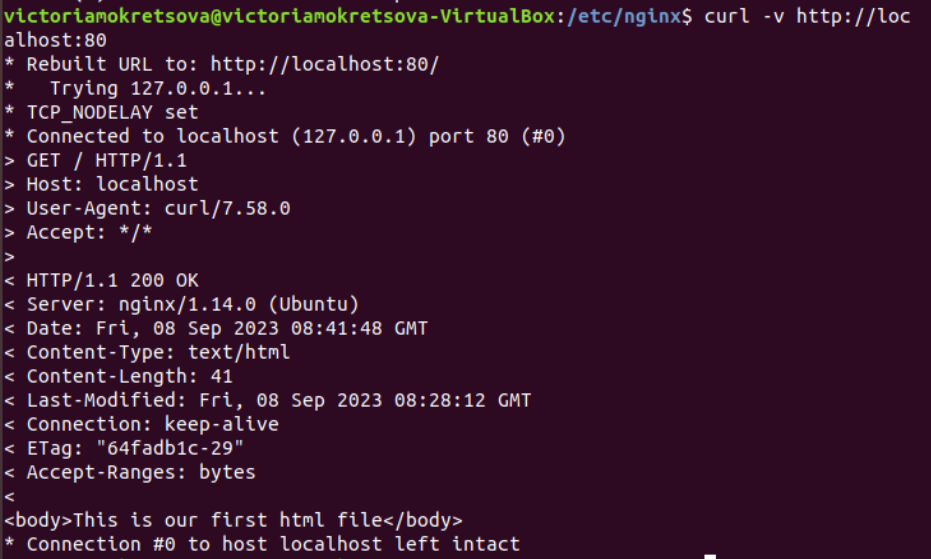 victoriamokretsova@victoriamokretsova-VirtualBox:/etc/nginx$ curl -v http://loc
alhost:80
* Rebuilt URL to: http://localhost:80/
*   Trying 127.0.0.1...
* TCP_NODELAY set
* Connected to localhost (127.0.0.1) port 80 (#0)
> GET / HTTP/1.1
> Host: localhost
> User-Agent: curl/7.58.0
> Accept: */*
>
< HTTP/1.1 200 OK
< Server: nginx/1.14.0 (Ubuntu)
< Date: Fri, 08 Sep 2023 08:41:48 GMT
< Content-Type: text/html
< Content-Length: 41
< Last-Modified: Fri, 08 Sep 2023 08:28:12 GMT
< Connection: keep-alive
< ETag: "64fadb1c-29"
< Accept-Ranges: bytes
<
<body>This is our first html file</body>
* Connection #0 to host localhost left intact